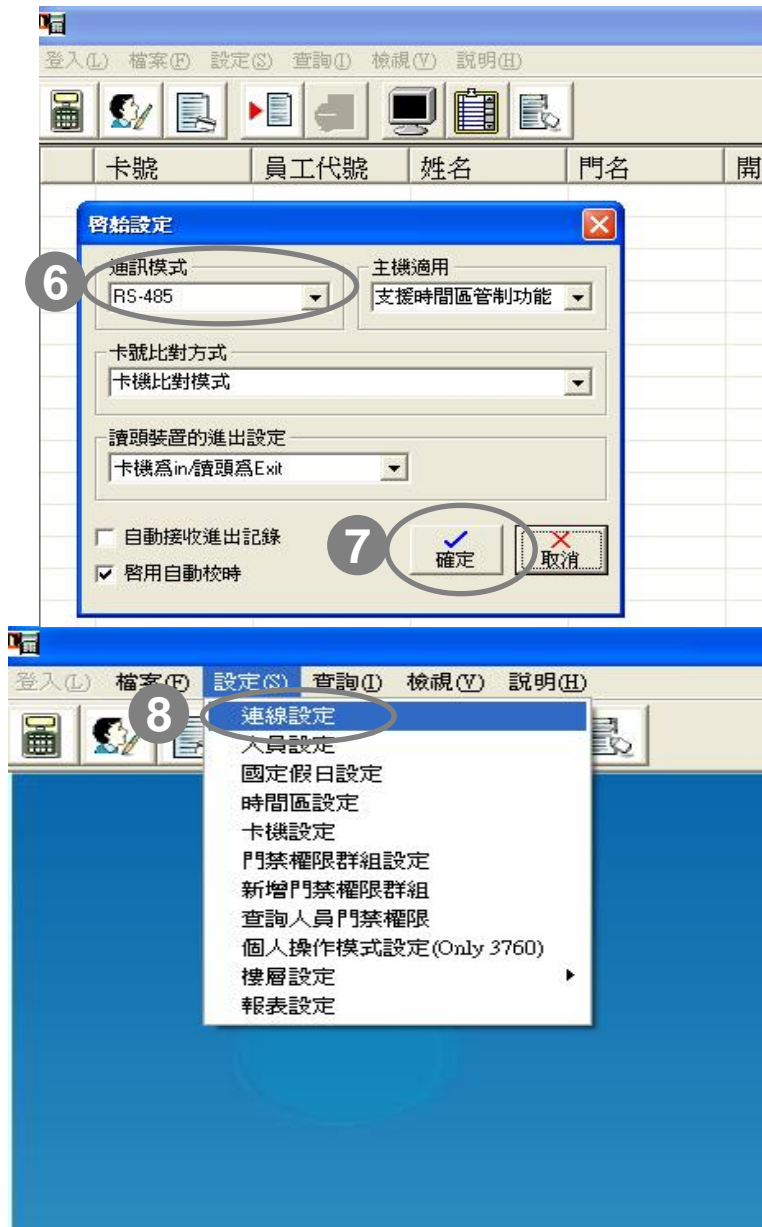 登入(L) 檔案(F) 設定(S) 查詢(I) 檢視(V) 說明(H)
卡號 員工代號 姓名 門名 開
啓始設定
通訊模式 主機適用
6 RS-485 支援時間區管制功能
卡號比對方式
卡機比對模式
讀頭裝置的進出設定
卡機爲in/讀頭爲Exit
自動接收進出記錄
7 確定 取消
啓用自動校時
登入(L) 檔案(F) 設定(S) 查詢(I) 檢視(V) 說明(H)
8 連線設定
人員設定
國定假日設定
時間區設定
卡機設定
門禁權限群組設定
新增門禁權限群組
查詢人員門禁權限
個人操作模式設定(Only 3760)
樓層設定
報表設定